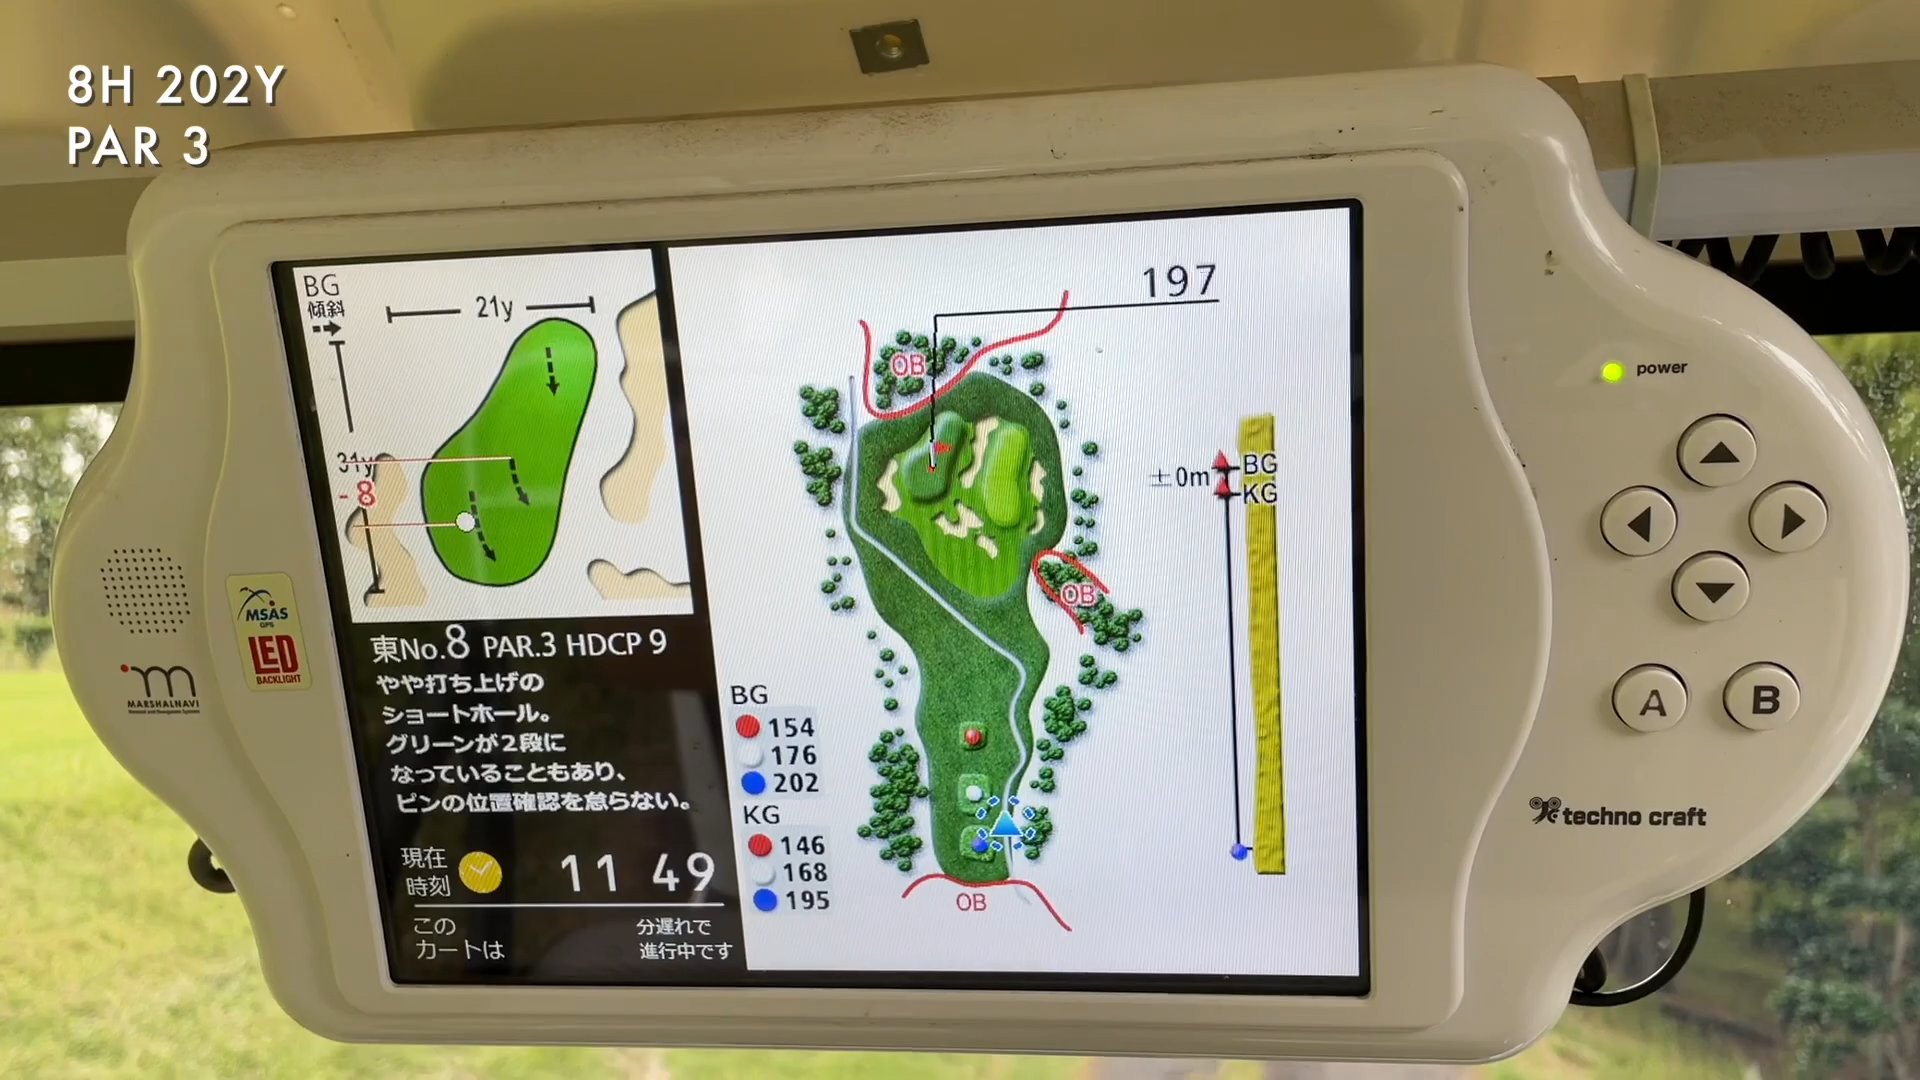 8H 202Y
PAR 3
BG
傾斜
21y
31y
-8
東No.8 PAR.3 HDCP 9
やや打ち上げの
ショートホール。
グリーンが2段に
なっていることもあり、
ピンの位置確認を怠らない。
現在
時刻
11 49
この
カートは
分遅れで
進行中です
197
OB
OB
OB
BG
154
176
202
KG
146
168
195
±0m
BG
KG
MSAS
GPS
LED
BACKLIGHT
m
MARSHALNAVI
power
A
B
techno craft